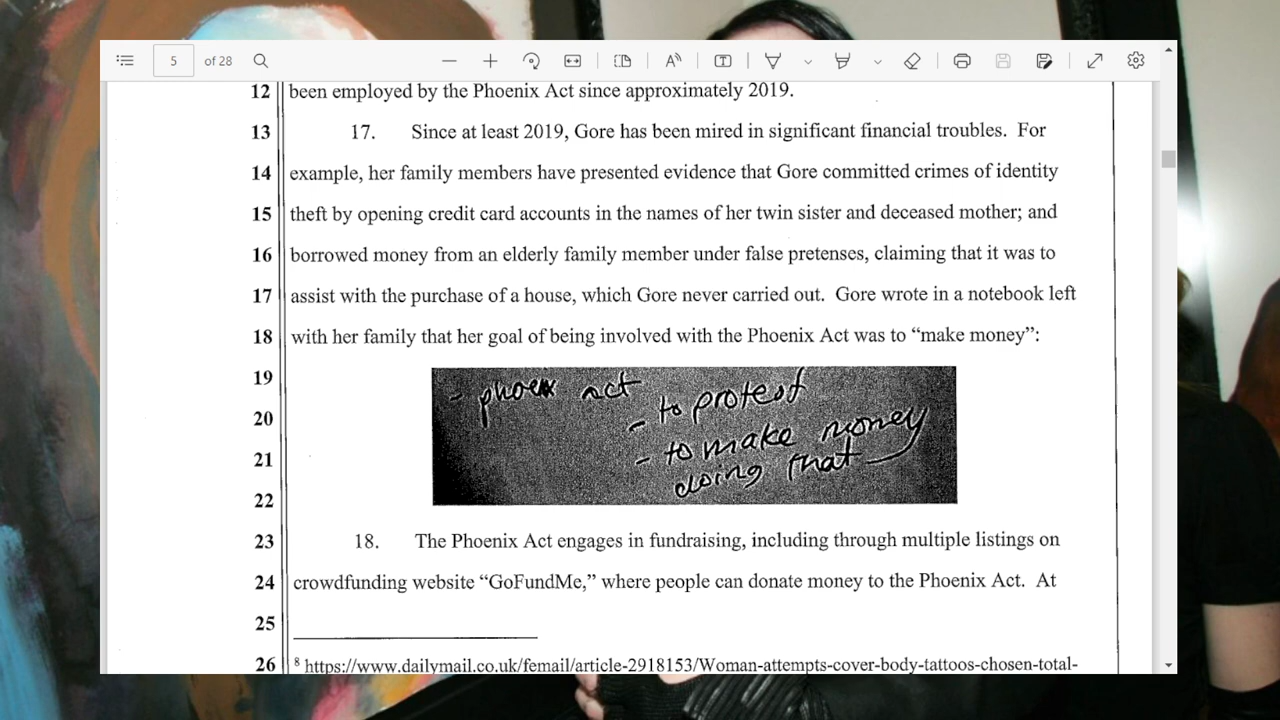 5 of 28
12 been employed by the Phoenix Act since approximately 2019.
13 17. Since at least 2019, Gore has been mired in significant financial troubles. For
14 example, her family members have presented evidence that Gore committed crimes of identity
15 theft by opening credit card accounts in the names of her twin sister and deceased mother; and
16 borrowed money from an elderly family member under false pretenses, claiming that it was to
17 assist with the purchase of a house, which Gore never carried out. Gore wrote in a notebook left
18 with her family that her goal of being involved with the Phoenix Act was to “make money”:
19
- phoex act
- to protest
20
- to make money
21
doing that
22
23 18. The Phoenix Act engages in fundraising, including through multiple listings on
24 crowdfunding website “GoFundMe,” where people can donate money to the Phoenix Act. At
25
26 8 https://www.dailymail.co.uk/femail/article-2918153/Woman-attempts-cover-body-tattoos-chosen-total-